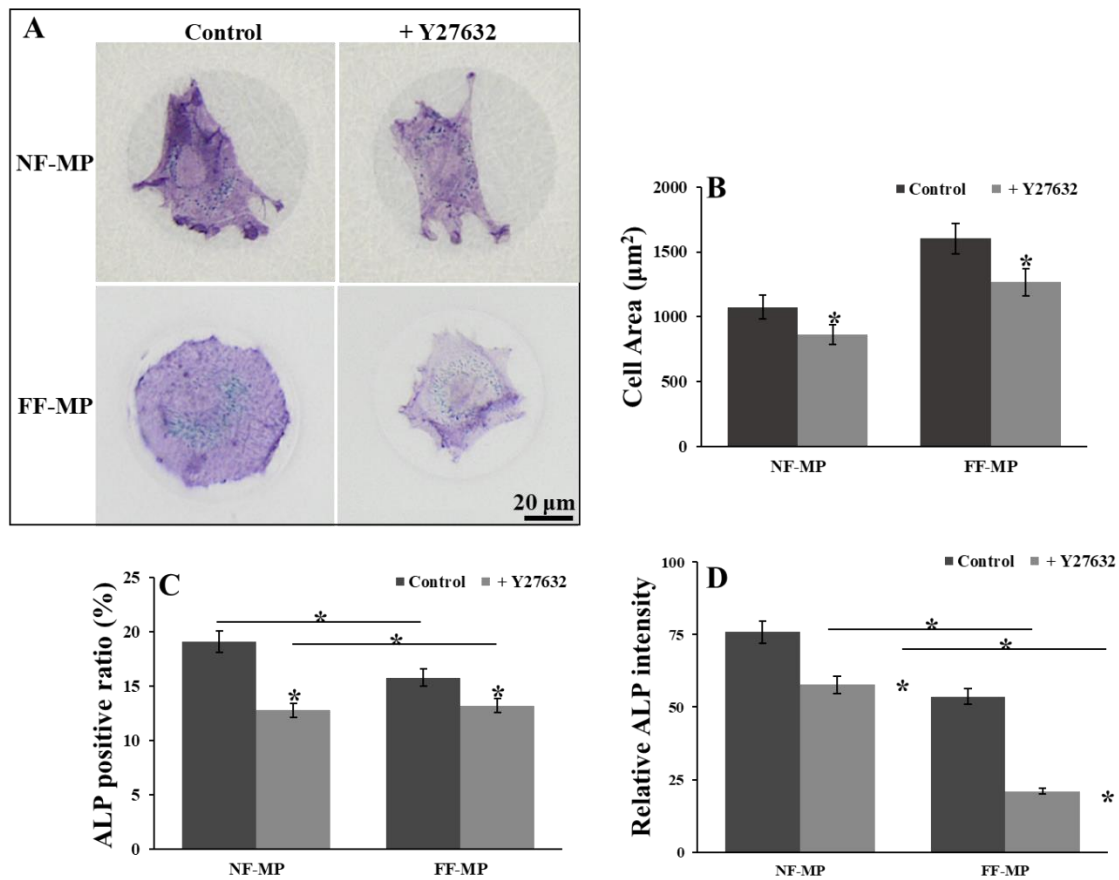 A
Control
+ Y27632
NF-MP
FF-MP
20 µm
B
Control
+ Y27632
Cell Area (µm²)
2000
1500
1000
500
0
*
*
NF-MP
FF-MP
C
Control
+ Y27632
ALP positive ratio (%)
25
20
15
10
5
0
*
*
*
*
NF-MP
FF-MP
D
Control
+ Y27632
Relative ALP intensity
100
75
50
25
0
*
*
*
*
NF-MP
FF-MP